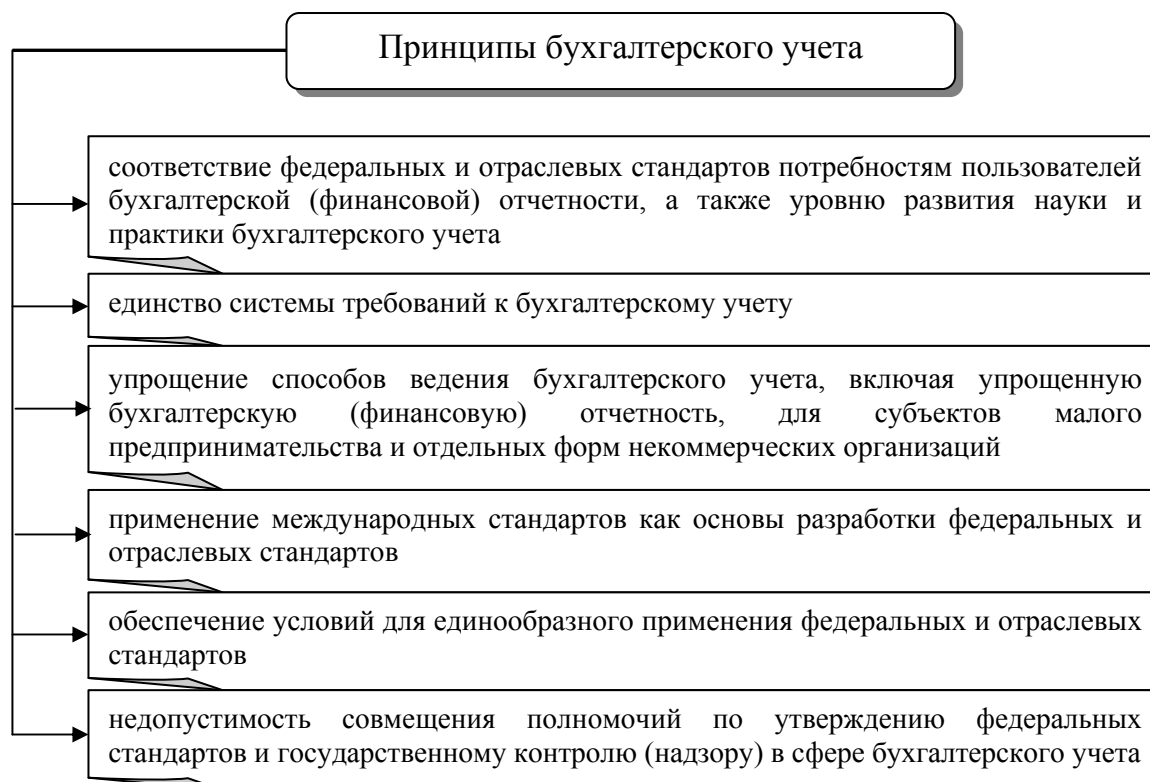 Принципы бухгалтерского учета
соответствие федеральных и отраслевых стандартов потребностям пользователей
бухгалтерской (финансовой) отчетности, а также уровню развития науки и
практики бухгалтерского учета
единство системы требований к бухгалтерскому учету
упрощение способов ведения бухгалтерского учета, включая упрощенную
бухгалтерскую (финансовую) отчетность, для субъектов малого
предпринимательства и отдельных форм некоммерческих организаций
применение международных стандартов как основы разработки федеральных и
отраслевых стандартов
обеспечение условий для единообразного применения федеральных и отраслевых
стандартов
недопустимость совмещения полномочий по утверждению федеральных
стандартов и государственному контролю (надзору) в сфере бухгалтерского учета